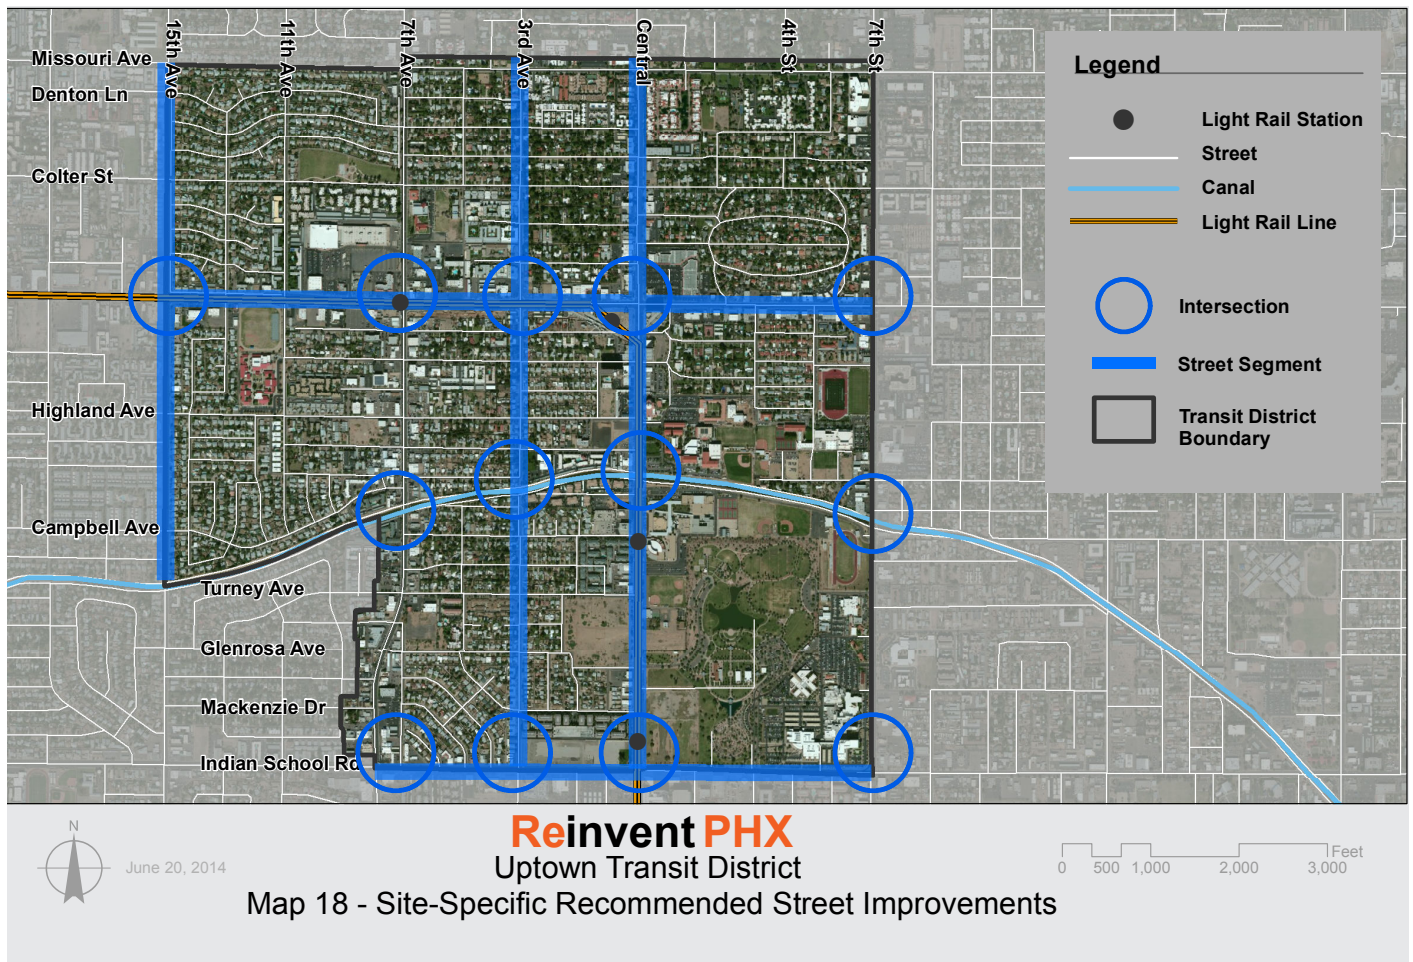 15th Ave
11th Ave
7th Ave
3rd Ave
Central
4th St
7th St
Missouri Ave
Denton Ln
Colter St
Highland Ave
Campbell Ave
Turney Ave
Glenrosa Ave
Mackenzie Dr
Indian School Rd
Legend
Light Rail Station
Street
Canal
Light Rail Line
Intersection
Street Segment
Transit District
Boundary
N
June 20, 2014
Reinvent PHX
Uptown Transit District
Map 18 - Site-Specific Recommended Street Improvements
Feet
0 500 1,000 2,000 3,000